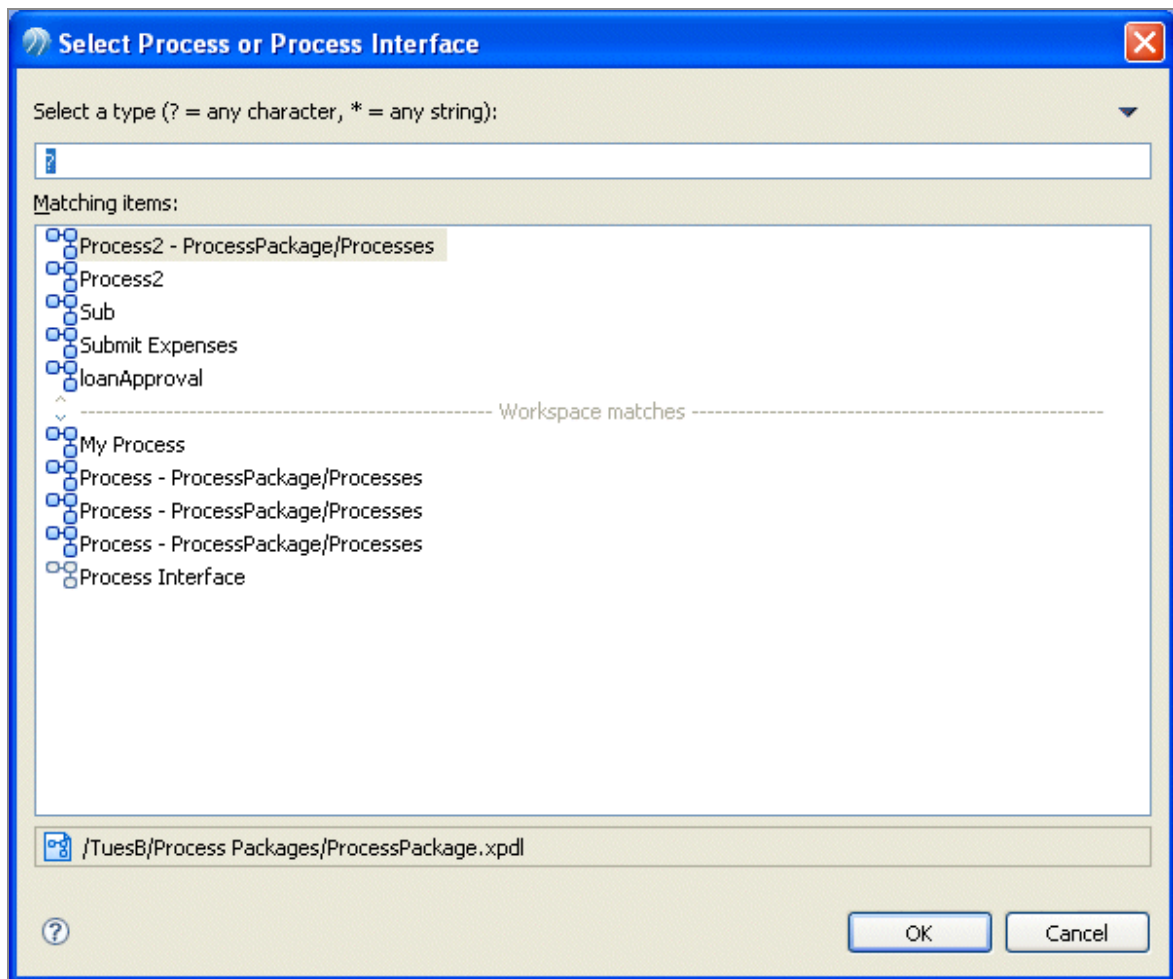 Select Process or Process Interface
Select a type (? = any character, * = any string):
?
Matching items:
Process2 - ProcessPackage/Processes
Process2
Sub
Submit Expenses
loanApproval
Workspace matches
My Process
Process - ProcessPackage/Processes
Process - ProcessPackage/Processes
Process - ProcessPackage/Processes
Process Interface
/TuesB/Process Packages/ProcessPackage.xpdl
? OK Cancel